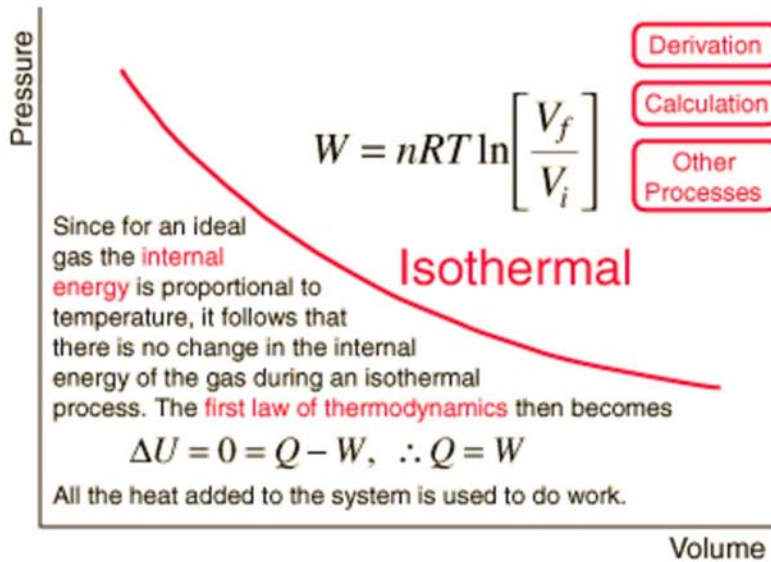 Pressure
Derivation
Calculation
Other
Processes
W = nRT ln[V_f / V_i]
Isothermal
Since for an ideal
gas the internal
energy is proportional to
temperature, it follows that
there is no change in the internal
energy of the gas during an isothermal
process. The first law of thermodynamics then becomes
ΔU = 0 = Q − W, ∴ Q = W
All the heat added to the system is used to do work.
Volume